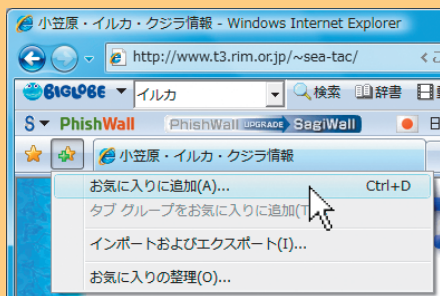 小笠原・イルカ・クジラ情報 - Windows Internet Explorer
http://www.t3.rim.or.jp/~sea-tac/
BIGLOBE イルカ 検索 辞書
S PhishWall PhishWall UPGRADE SagiWall
小笠原・イルカ・クジラ情報
お気に入りに追加(A)... Ctrl+D
タブ グループをお気に入りに追加(T
インポートおよびエクスポート(I)...
お気に入りの整理(O)...